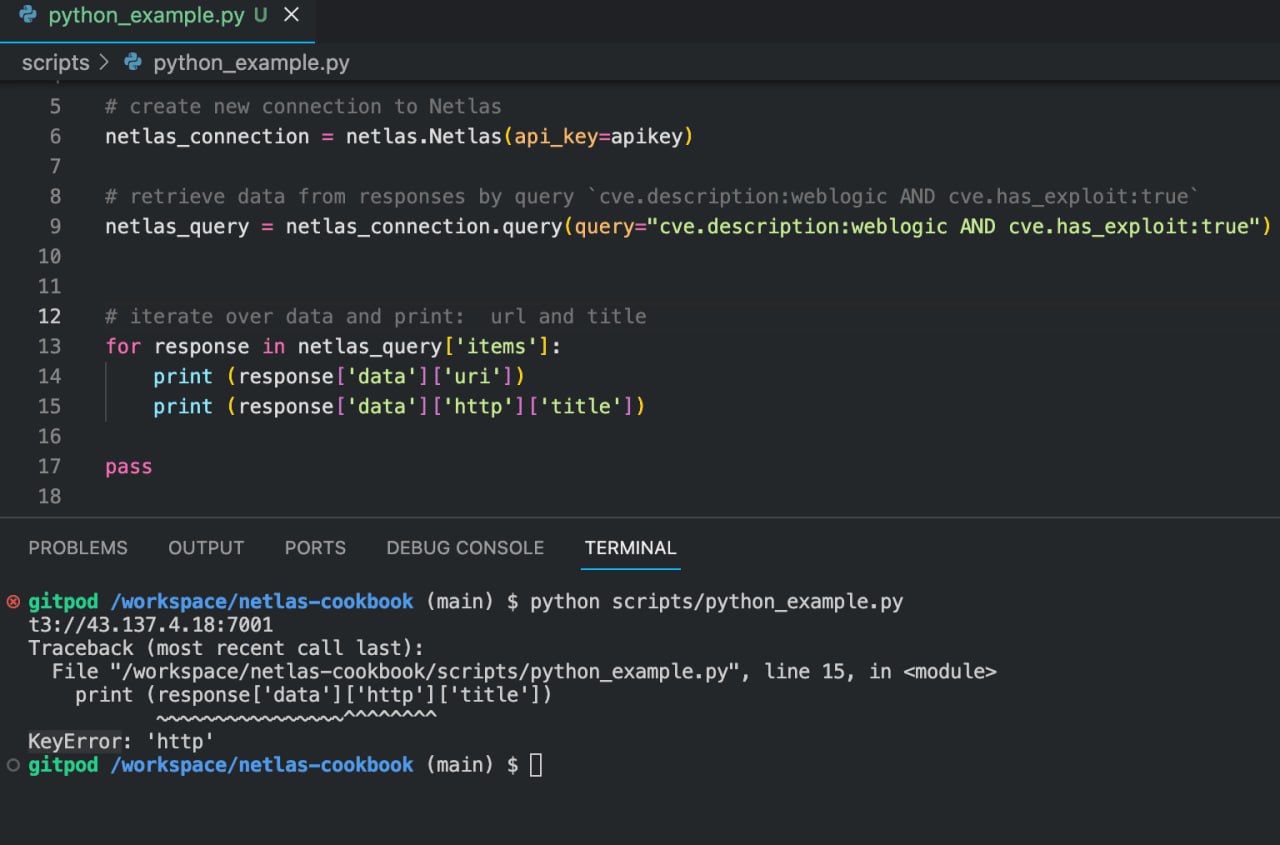 python_example.py U
scripts > python_example.py
5 # create new connection to Netlas
6 netlas_connection = netlas.Netlas(api_key=apikey)
7
8 # retrieve data from responses by query `cve.description:weblogic AND cve.has_exploit:true`
9 netlas_query = netlas_connection.query(query="cve.description:weblogic AND cve.has_exploit:true")
10
11
12 # iterate over data and print:  url and title
13 for response in netlas_query['items']:
14     print (response['data']['uri'])
15     print (response['data']['http']['title'])
16
17 pass
18
PROBLEMS OUTPUT PORTS DEBUG CONSOLE TERMINAL
gitpod /workspace/netlas-cookbook (main) $ python scripts/python_example.py
t3://43.137.4.18:7001
Traceback (most recent call last):
  File "/workspace/netlas-cookbook/scripts/python_example.py", line 15, in <module>
    print (response['data']['http']['title'])
           ~~~~~~~~~~~~~~~~^^^^^^^^
KeyError: 'http'
gitpod /workspace/netlas-cookbook (main) $